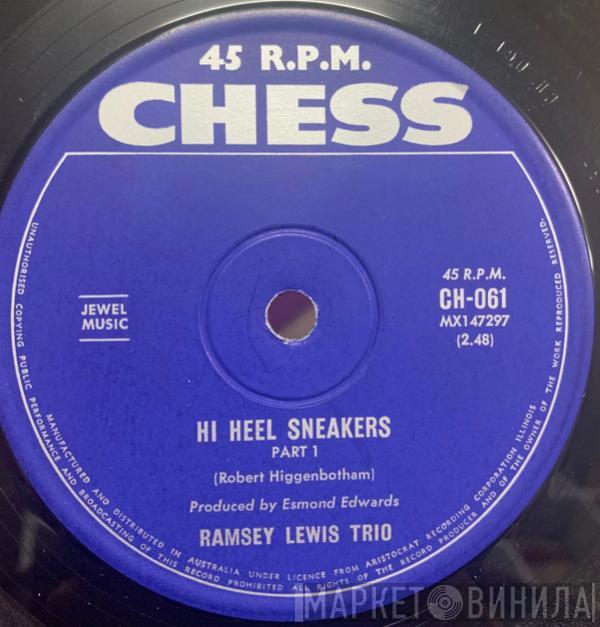 45 R.P.M.
CHESS
JEWEL
MUSIC
45 R.P.M.
CH-061
MX147297
(2.48)
HI HEEL SNEAKERS
PART 1
(Robert Higgenbotham)
Produced by Esmond Edwards
RAMSEY LEWIS TRIO
UNAUTHORISED COPYING PUBLIC PERFORMANCE AND BROADCASTING OF THIS RECORD PROHIBITED ALL RIGHTS OF THE RECORD PRODUCER AND OF THE OWNER OF THE WORK REPRODUCED RESERVED.
MANUFACTURED AND DISTRIBUTED IN AUSTRALIA UNDER LICENCE FROM ARISTOCRAT RECORDING CORPORATION ILLINOIS
МАРКЕТ ВИНИЛА